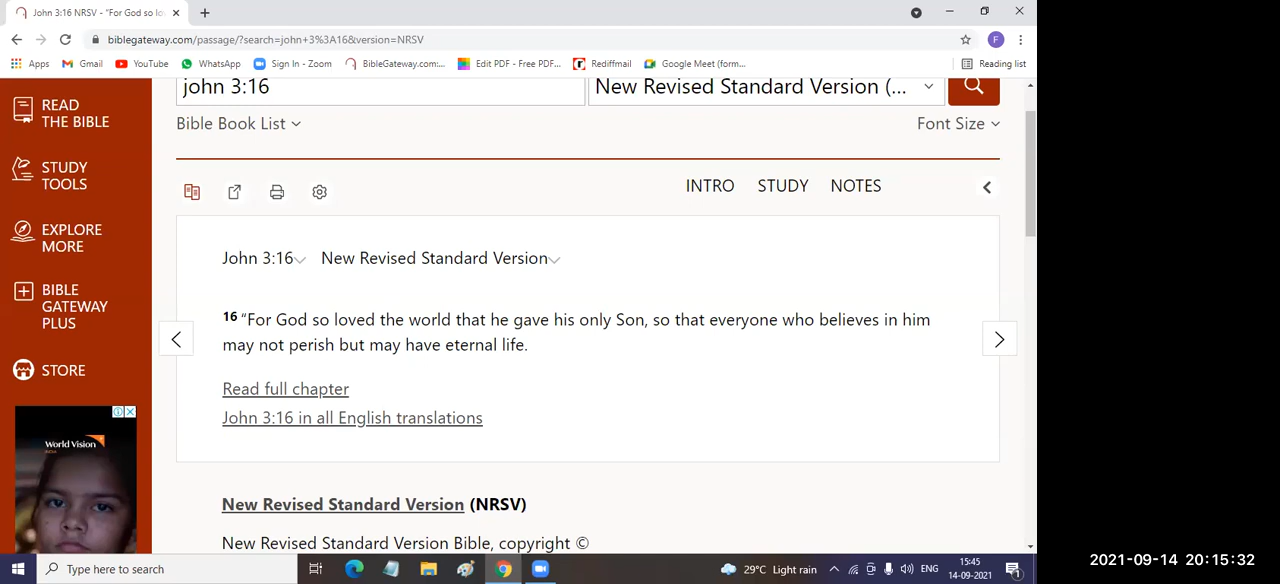 John 3:16 NRSV - "For God so lo
biblegateway.com/passage/?search=john+3%3A16&version=NRSV
F
Apps Gmail YouTube WhatsApp Sign In - Zoom BibleGateway.com:... Edit PDF - Free PDF... Rediffmail Google Meet (form... Reading list
john 3:16 New Revised Standard Version (...
Bible Book List Font Size
READ
THE BIBLE
STUDY
TOOLS
EXPLORE
MORE
BIBLE
GATEWAY
PLUS
STORE
World Vision
INDIA
INTRO STUDY NOTES
John 3:16 New Revised Standard Version
16 “For God so loved the world that he gave his only Son, so that everyone who believes in him
may not perish but may have eternal life.
Read full chapter
John 3:16 in all English translations
New Revised Standard Version (NRSV)
New Revised Standard Version Bible, copyright ©
Type here to search
29°C Light rain ENG
15:45
14-09-2021
1
2021-09-14 20:15:32